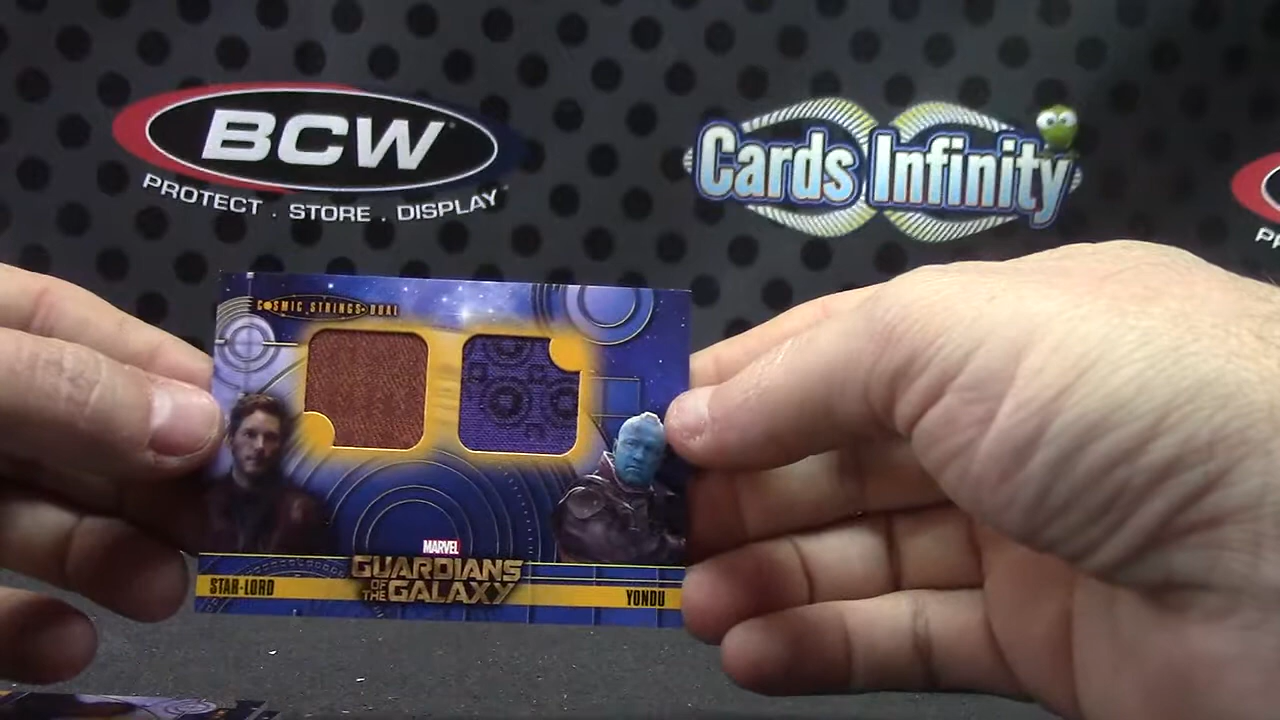 BCW
PROTECT . STORE . DISPLAY
Cards Infinity
COSMIC STRINGS DUAL
MARVEL
GUARDIANS
OF THE GALAXY
STAR-LORD
YONDU